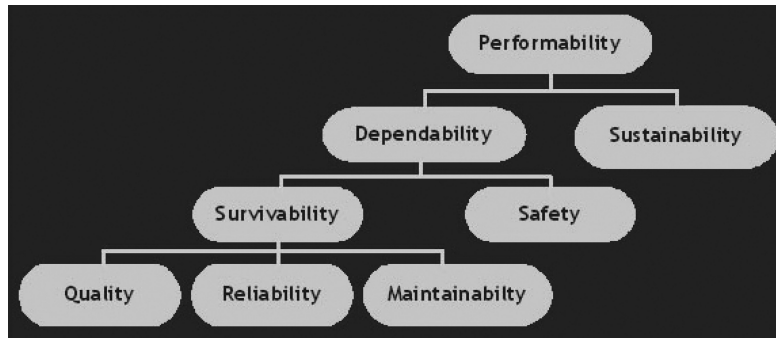 Performability
Dependability
Sustainability
Survivability
Safety
Quality
Reliability
Maintainabilty